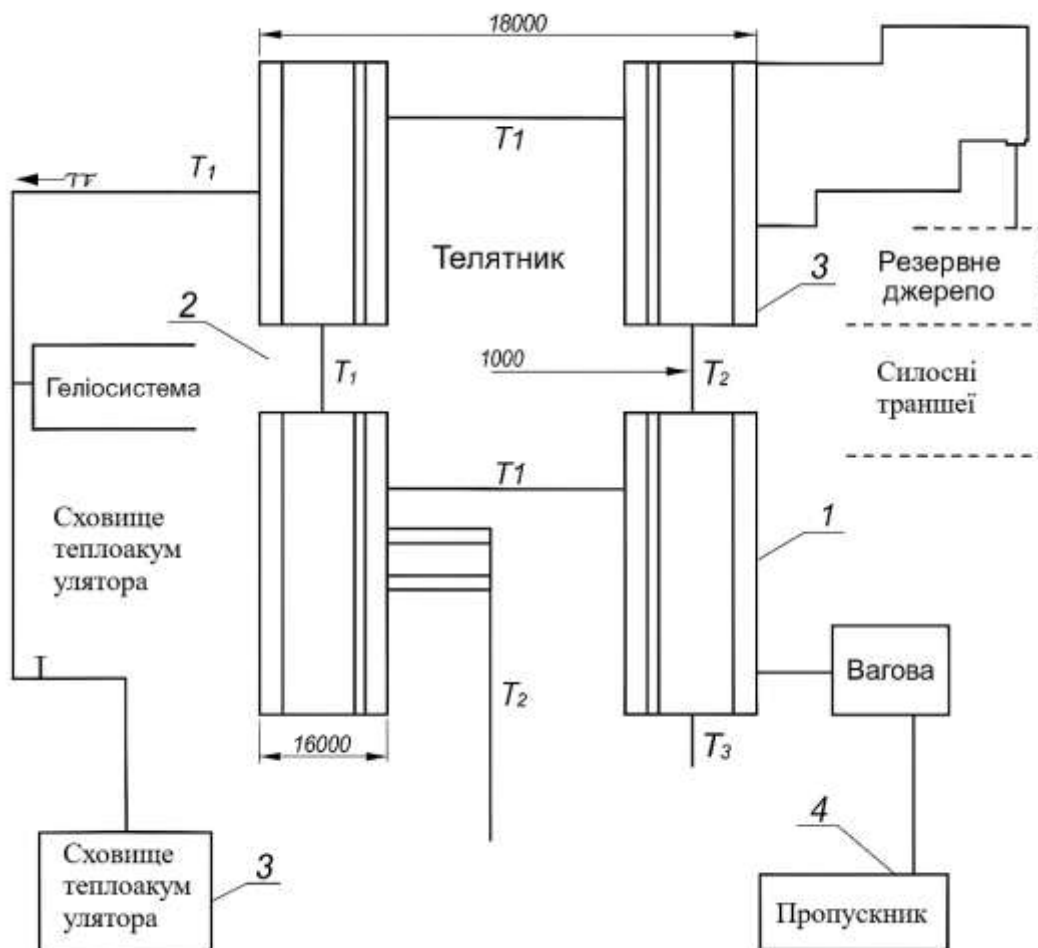 18000
T1
T1
Телятник
3
Резервне
джерепо
2
1000
T1
T2
Геліосистема
Силосні
траншеї
T1
Сховище
теплоакум
улятора
1
T2
Вагова
16000
T3
4
Сховище
теплоакум
улятора
3
Пропускник